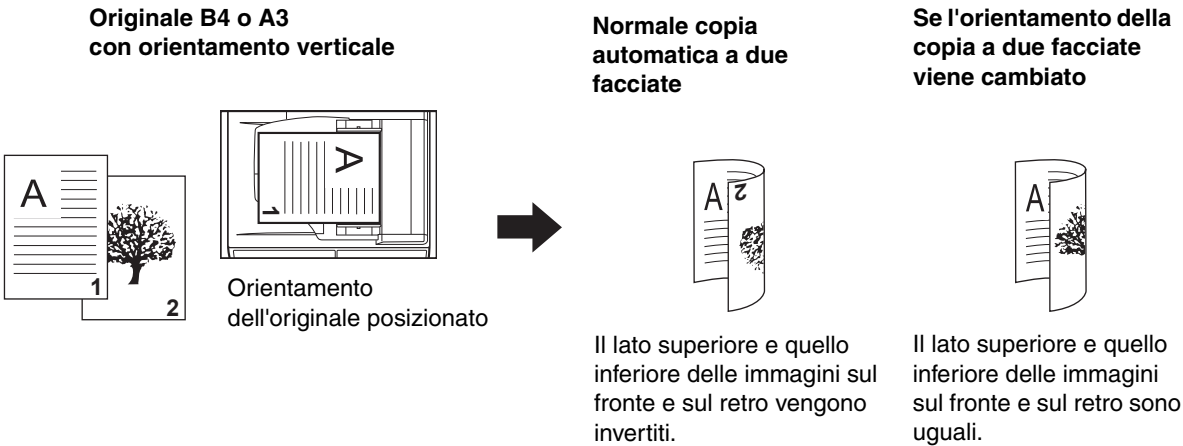 Originale B4 o A3
con orientamento verticale
A
1
2
A
1
Orientamento
dell'originale posizionato
Normale copia
automatica a due
facciate
A
2
Il lato superiore e quello
inferiore delle immagini sul
fronte e sul retro vengono
invertiti.
Se l'orientamento della
copia a due facciate
viene cambiato
A
Il lato superiore e quello
inferiore delle immagini
sul fronte e sul retro sono
uguali.